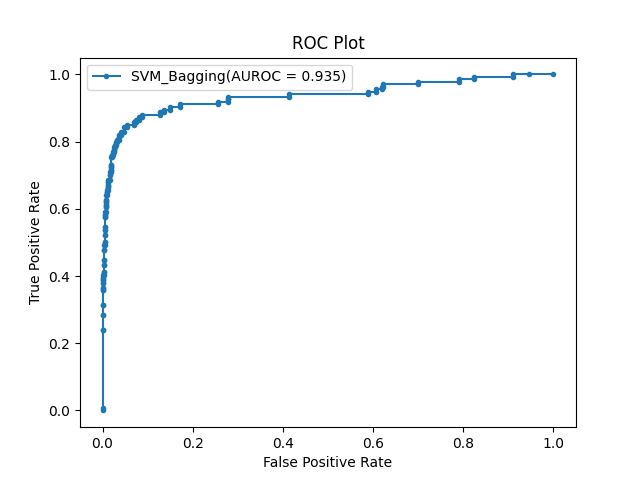 ROC Plot
SVM_Bagging(AUROC = 0.935)
1.0
0.8
0.6
0.4
0.2
0.0
True Positive Rate
0.0 0.2 0.4 0.6 0.8 1.0
False Positive Rate